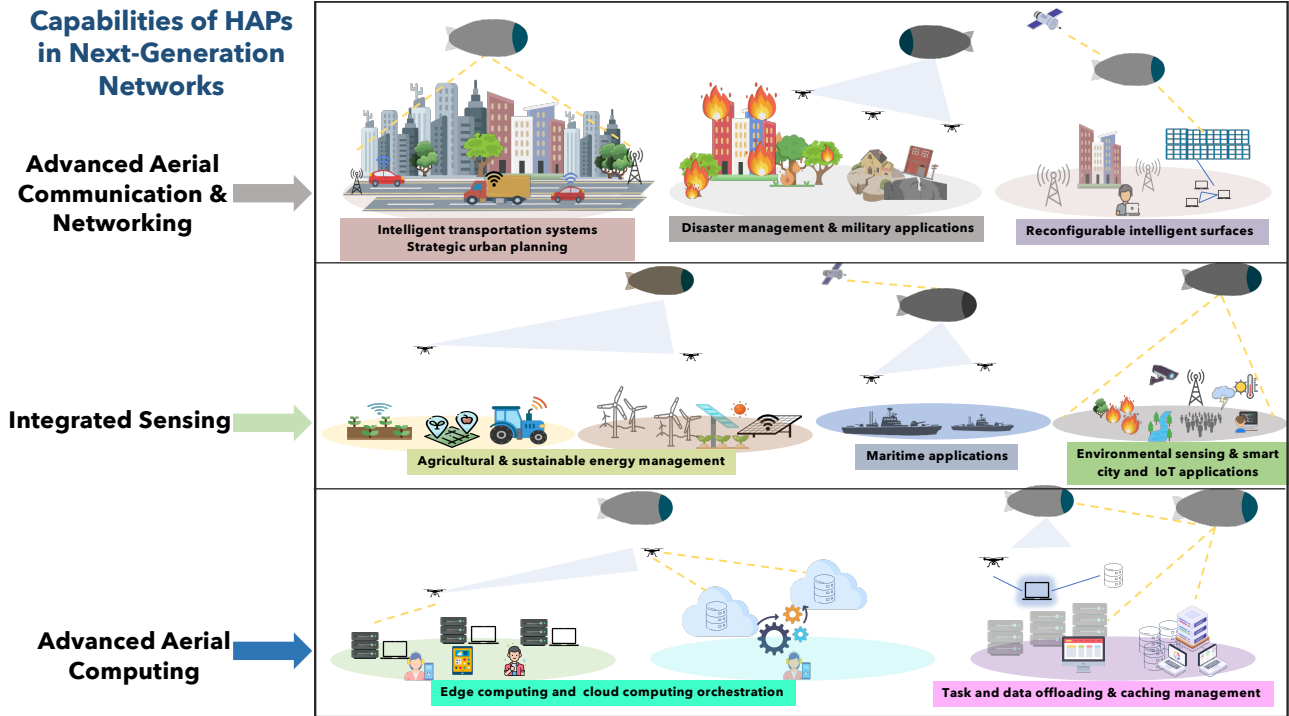 Capabilities of HAPs
in Next-Generation
Networks
Advanced Aerial
Communication &
Networking
Intelligent transportation systems
Strategic urban planning
Disaster management & military applications
Reconfigurable intelligent surfaces
Integrated Sensing
Agricultural & sustainable energy management
Maritime applications
Environmental sensing & smart
city and IoT applications
Advanced Aerial
Computing
Edge computing and cloud computing orchestration
Task and data offloading & caching management